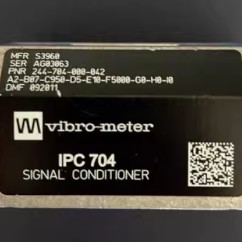 MFR S3960
SER AG03063
PNR 244-704-000-042
A2-B07-C950-D5-E10-F5000-G0-H0-I0
DMF 092011
vibro-meter
IPC 704
SIGNAL CONDITIONER